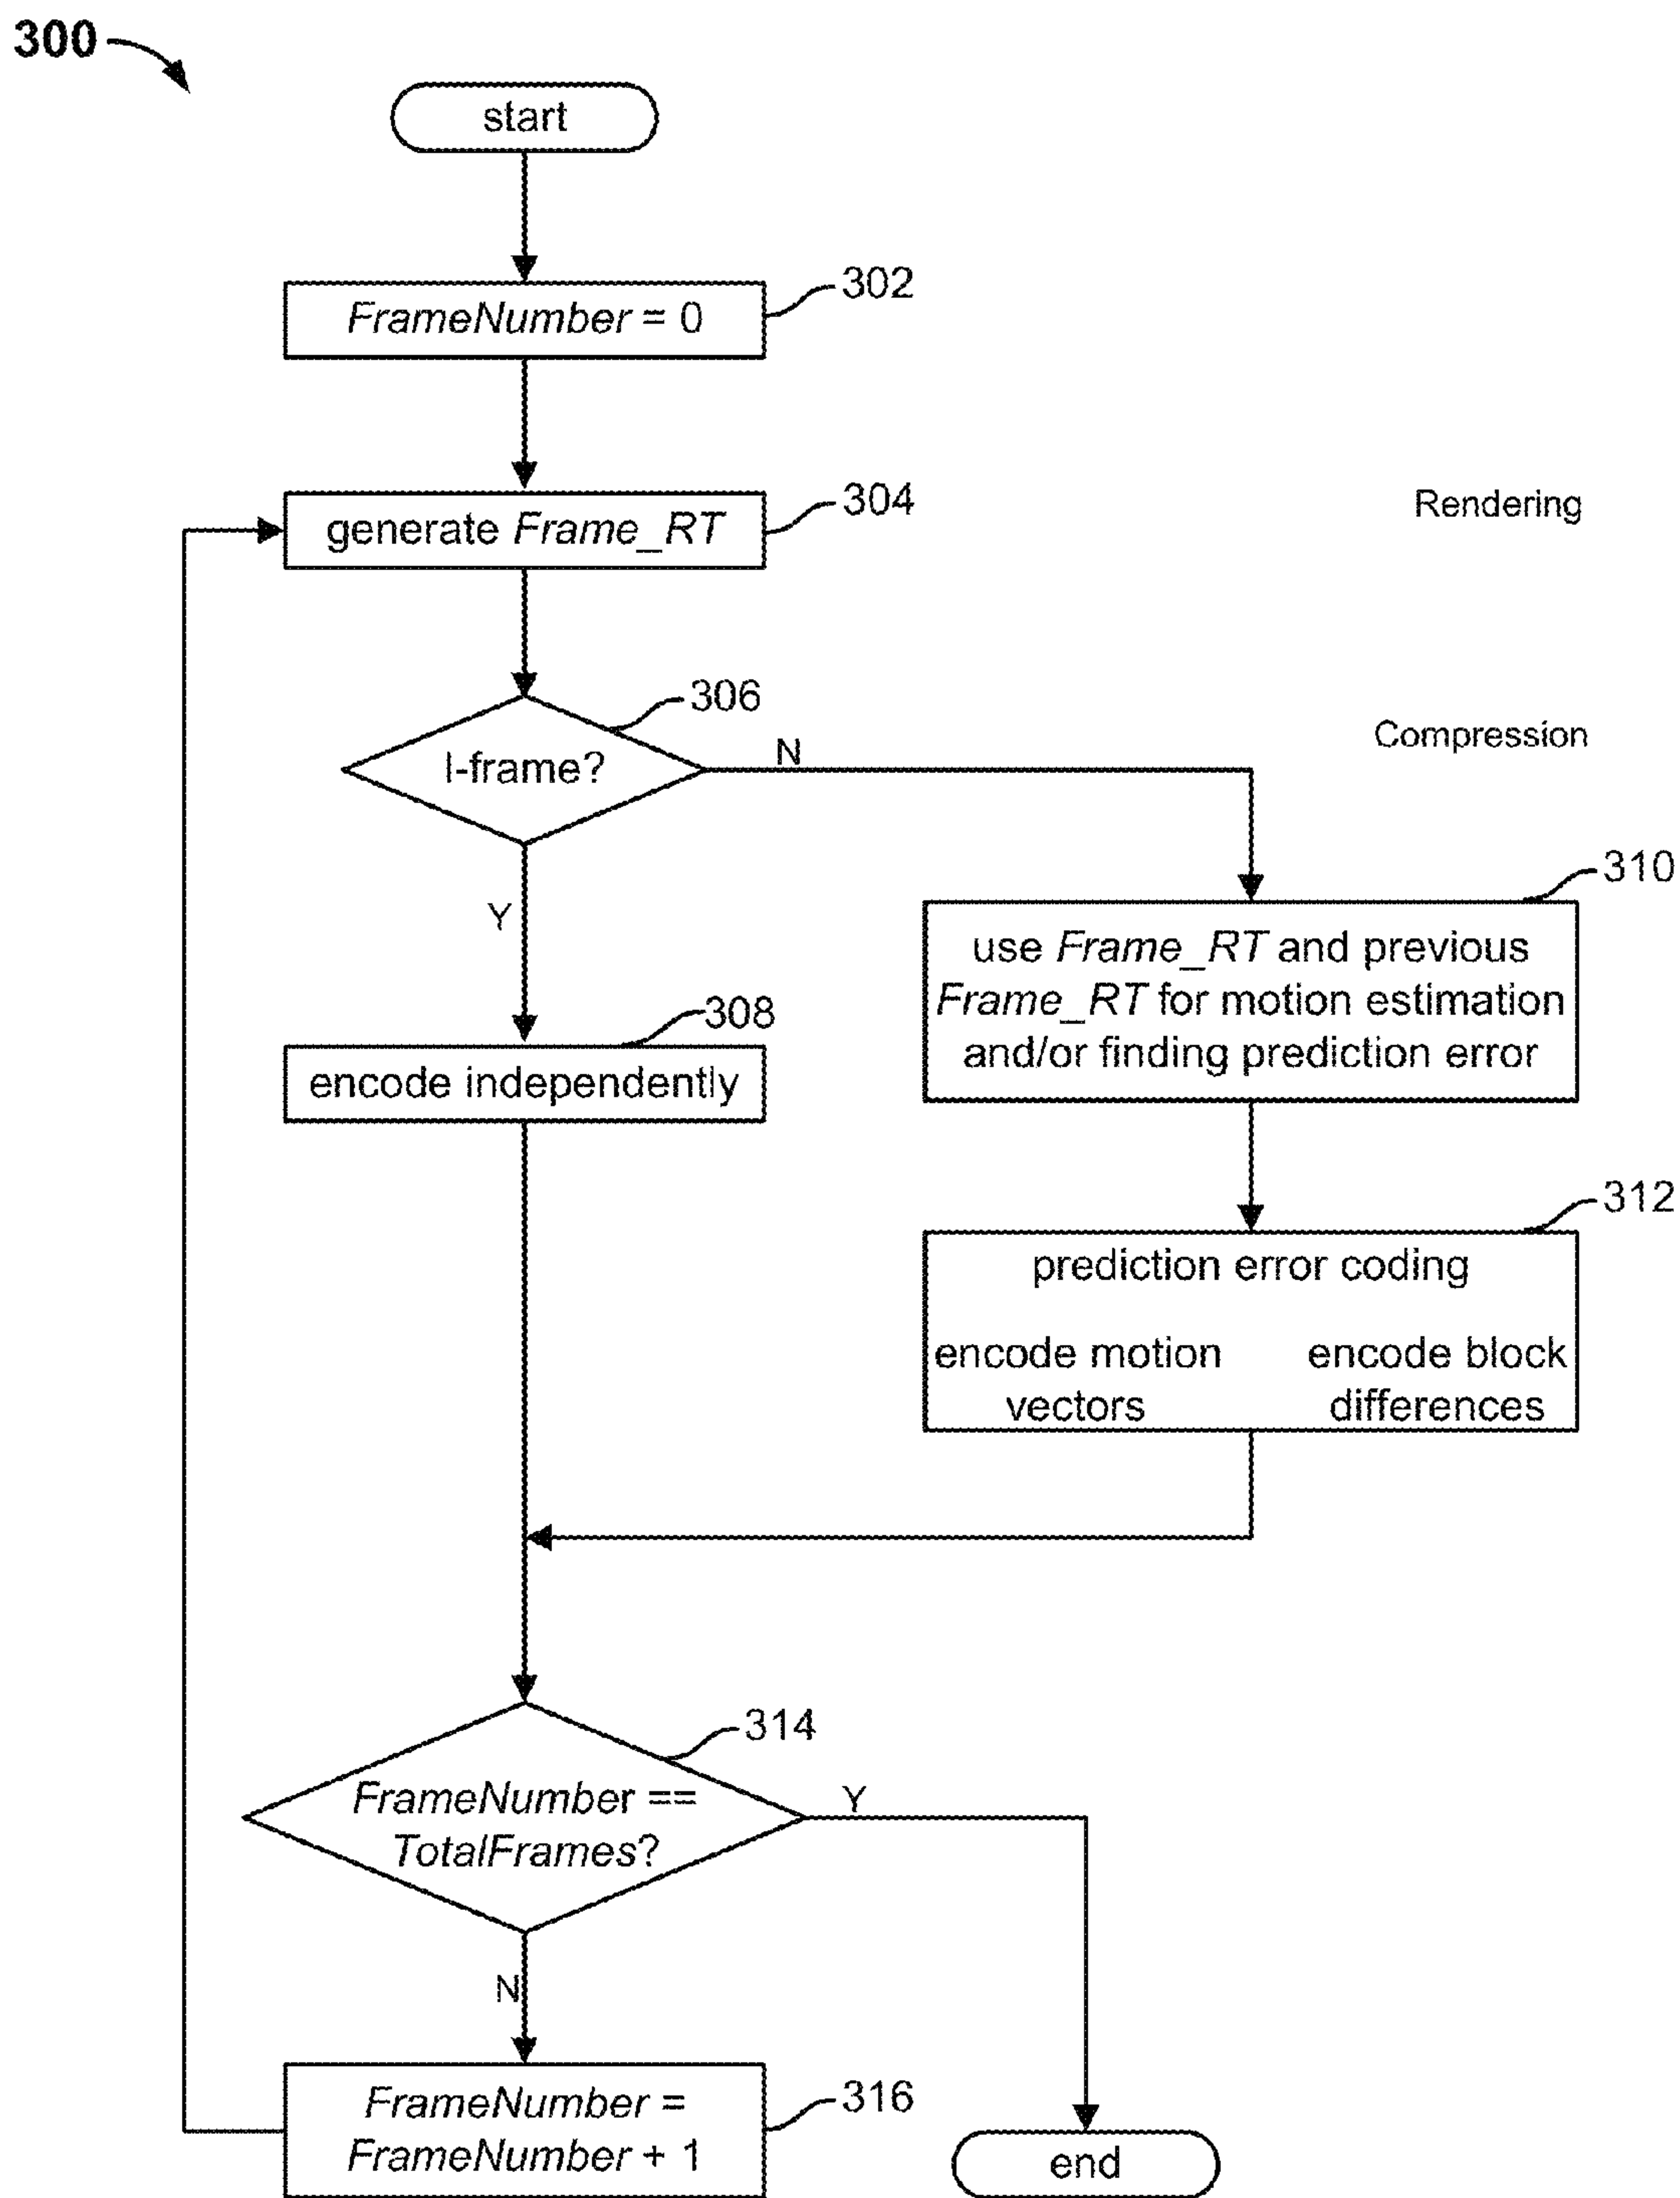 300
start
FrameNumber = 0
302
generate Frame_RT
304
Rendering
I-frame?
306
N
Compression
Y
encode independently
308
use Frame_RT and previous
Frame_RT for motion estimation
and/or finding prediction error
310
prediction error coding
encode motion
vectors
encode block
differences
312
FrameNumber ==
TotalFrames?
314
Y
N
FrameNumber =
FrameNumber + 1
316
end